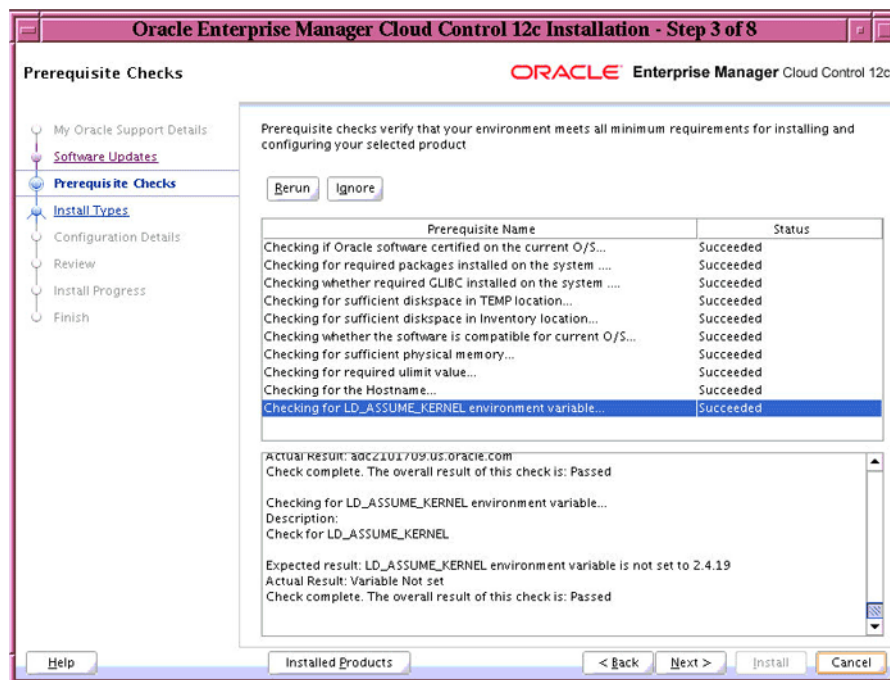 Oracle Enterprise Manager Cloud Control 12c Installation - Step 3 of 8
Prerequisite Checks
ORACLE Enterprise Manager Cloud Control 12c
My Oracle Support Details
Software Updates
Prerequisite Checks
Install Types
Configuration Details
Review
Install Progress
Finish
Prerequisite checks verify that your environment meets all minimum requirements for installing and
configuring your selected product
Rerun Ignore
Prerequisite Name Status
Checking if Oracle software certified on the current O/S... Succeeded
Checking for required packages installed on the system .... Succeeded
Checking whether required GLIBC installed on the system .... Succeeded
Checking for sufficient diskspace in TEMP location... Succeeded
Checking for sufficient diskspace in Inventory location... Succeeded
Checking whether the software is compatible for current O/S... Succeeded
Checking for sufficient physical memory... Succeeded
Checking for required ulimit value... Succeeded
Checking for the Hostname... Succeeded
Checking for LD_ASSUME_KERNEL environment variable... Succeeded
Actual Result: adc2101709.us.oracle.com
Check complete. The overall result of this check is: Passed
Checking for LD_ASSUME_KERNEL environment variable...
Description:
Check for LD_ASSUME_KERNEL
Expected result: LD_ASSUME_KERNEL environment variable is not set to 2.4.19
Actual Result: Variable Not set
Check complete. The overall result of this check is: Passed
Help Installed Products < Back Next > Install Cancel